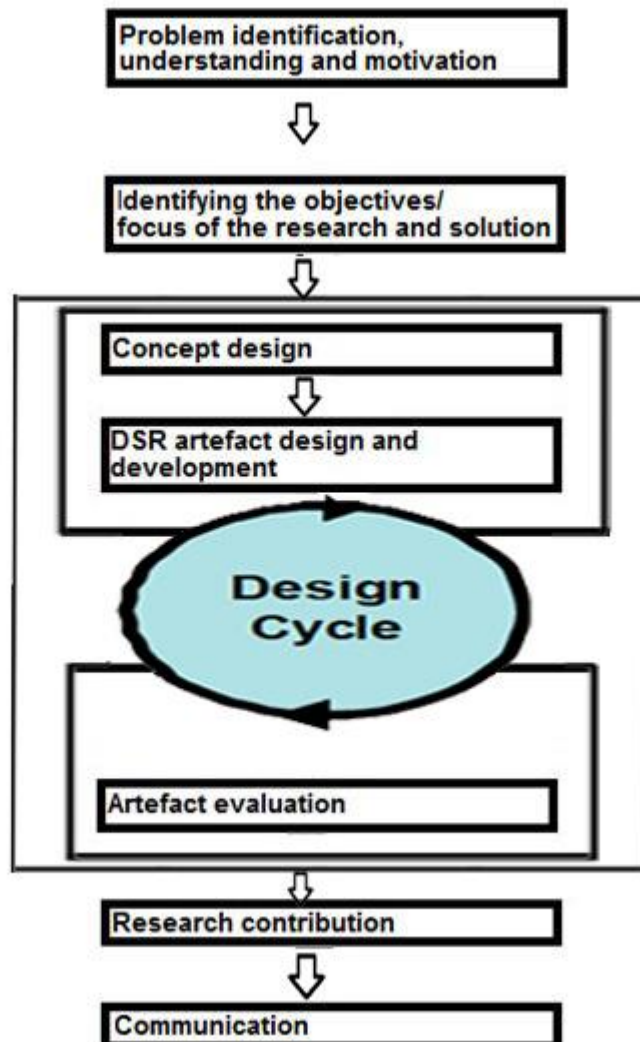 Problem identification,
understanding and motivation
Identifying the objectives/
focus of the research and solution
Concept design
DSR artefact design and
development
Design
Cycle
Artefact evaluation
Research contribution
Communication